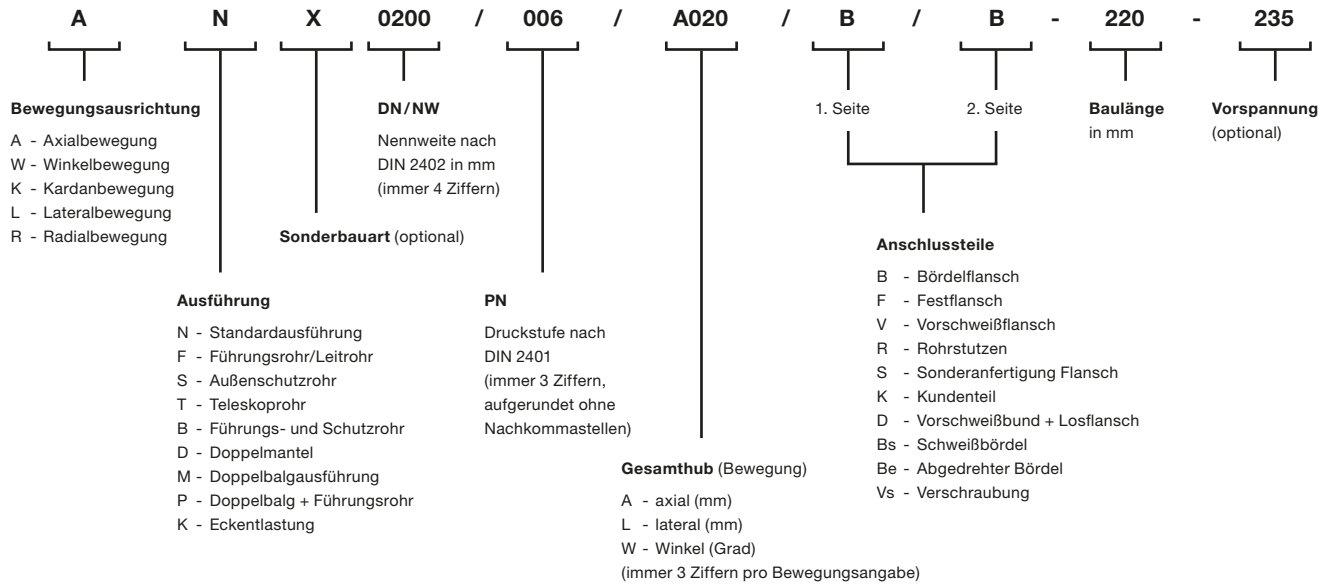 A N X 0200 / 006 / A020 / B / B - 220 - 235
Bewegungsausrichtung
A - Axialbewegung
W - Winkelbewegung
K - Kardanbewegung
L - Lateralbewegung
R - Radialbewegung
DN/NW
Nennweite nach
DIN 2402 in mm
(immer 4 Ziffern)
1. Seite
2. Seite
Baulänge
in mm
Vorspannung
(optional)
Sonderbauart (optional)
Ausführung
N - Standardausführung
F - Führungsrohr/Leitrohr
S - Außenschutzrohr
T - Teleskoprohr
B - Führungs- und Schutzrohr
D - Doppelmantel
M - Doppelbalgausführung
P - Doppelbalg + Führungsrohr
K - Eckentlastung
PN
Druckstufe nach
DIN 2401
(immer 3 Ziffern,
aufgerundet ohne
Nachkommastellen)
Gesamthub (Bewegung)
A - axial (mm)
L - lateral (mm)
W - Winkel (Grad)
(immer 3 Ziffern pro Bewegungsangabe)
Anschlussteile
B - Bördelflansch
F - Festflansch
V - Vorschweißflansch
R - Rohrstutzen
S - Sonderanfertigung Flansch
K - Kundenteil
D - Vorschweißbund + Losflansch
Bs - Schweißbördel
Be - Abgedrehter Bördel
Vs - Verschraubung